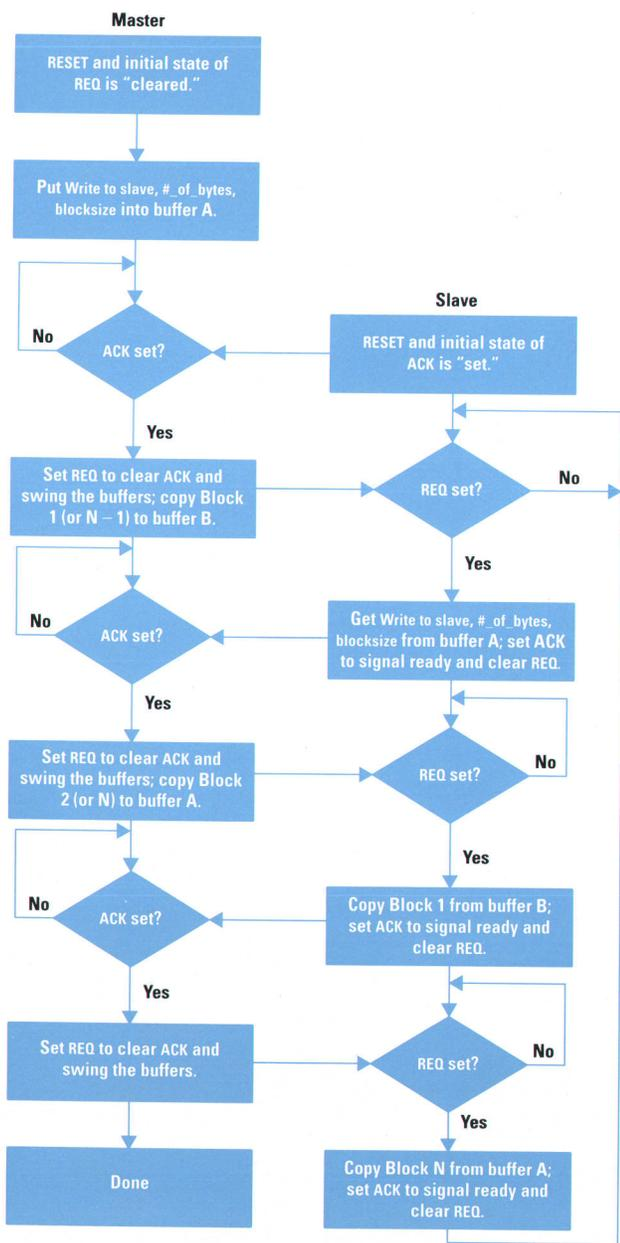 Master
RESET and initial state of
REQ is "cleared."
Put Write to slave, #_of_bytes,
blocksize into buffer A.
No
ACK set?
Yes
Set REQ to clear ACK and
swing the buffers; copy Block
1 (or N – 1) to buffer B.
No
ACK set?
Yes
Set REQ to clear ACK and
swing the buffers; copy Block
2 (or N) to buffer A.
No
ACK set?
Yes
Set REQ to clear ACK and
swing the buffers.
Done
Slave
RESET and initial state of
ACK is "set."
REQ set?
No
Yes
Get Write to slave, #_of_bytes,
blocksize from buffer A; set ACK
to signal ready and clear REQ.
REQ set?
No
Yes
Copy Block 1 from buffer B;
set ACK to signal ready and
clear REQ.
REQ set?
No
Yes
Copy Block N from buffer A;
set ACK to signal ready and
clear REQ.